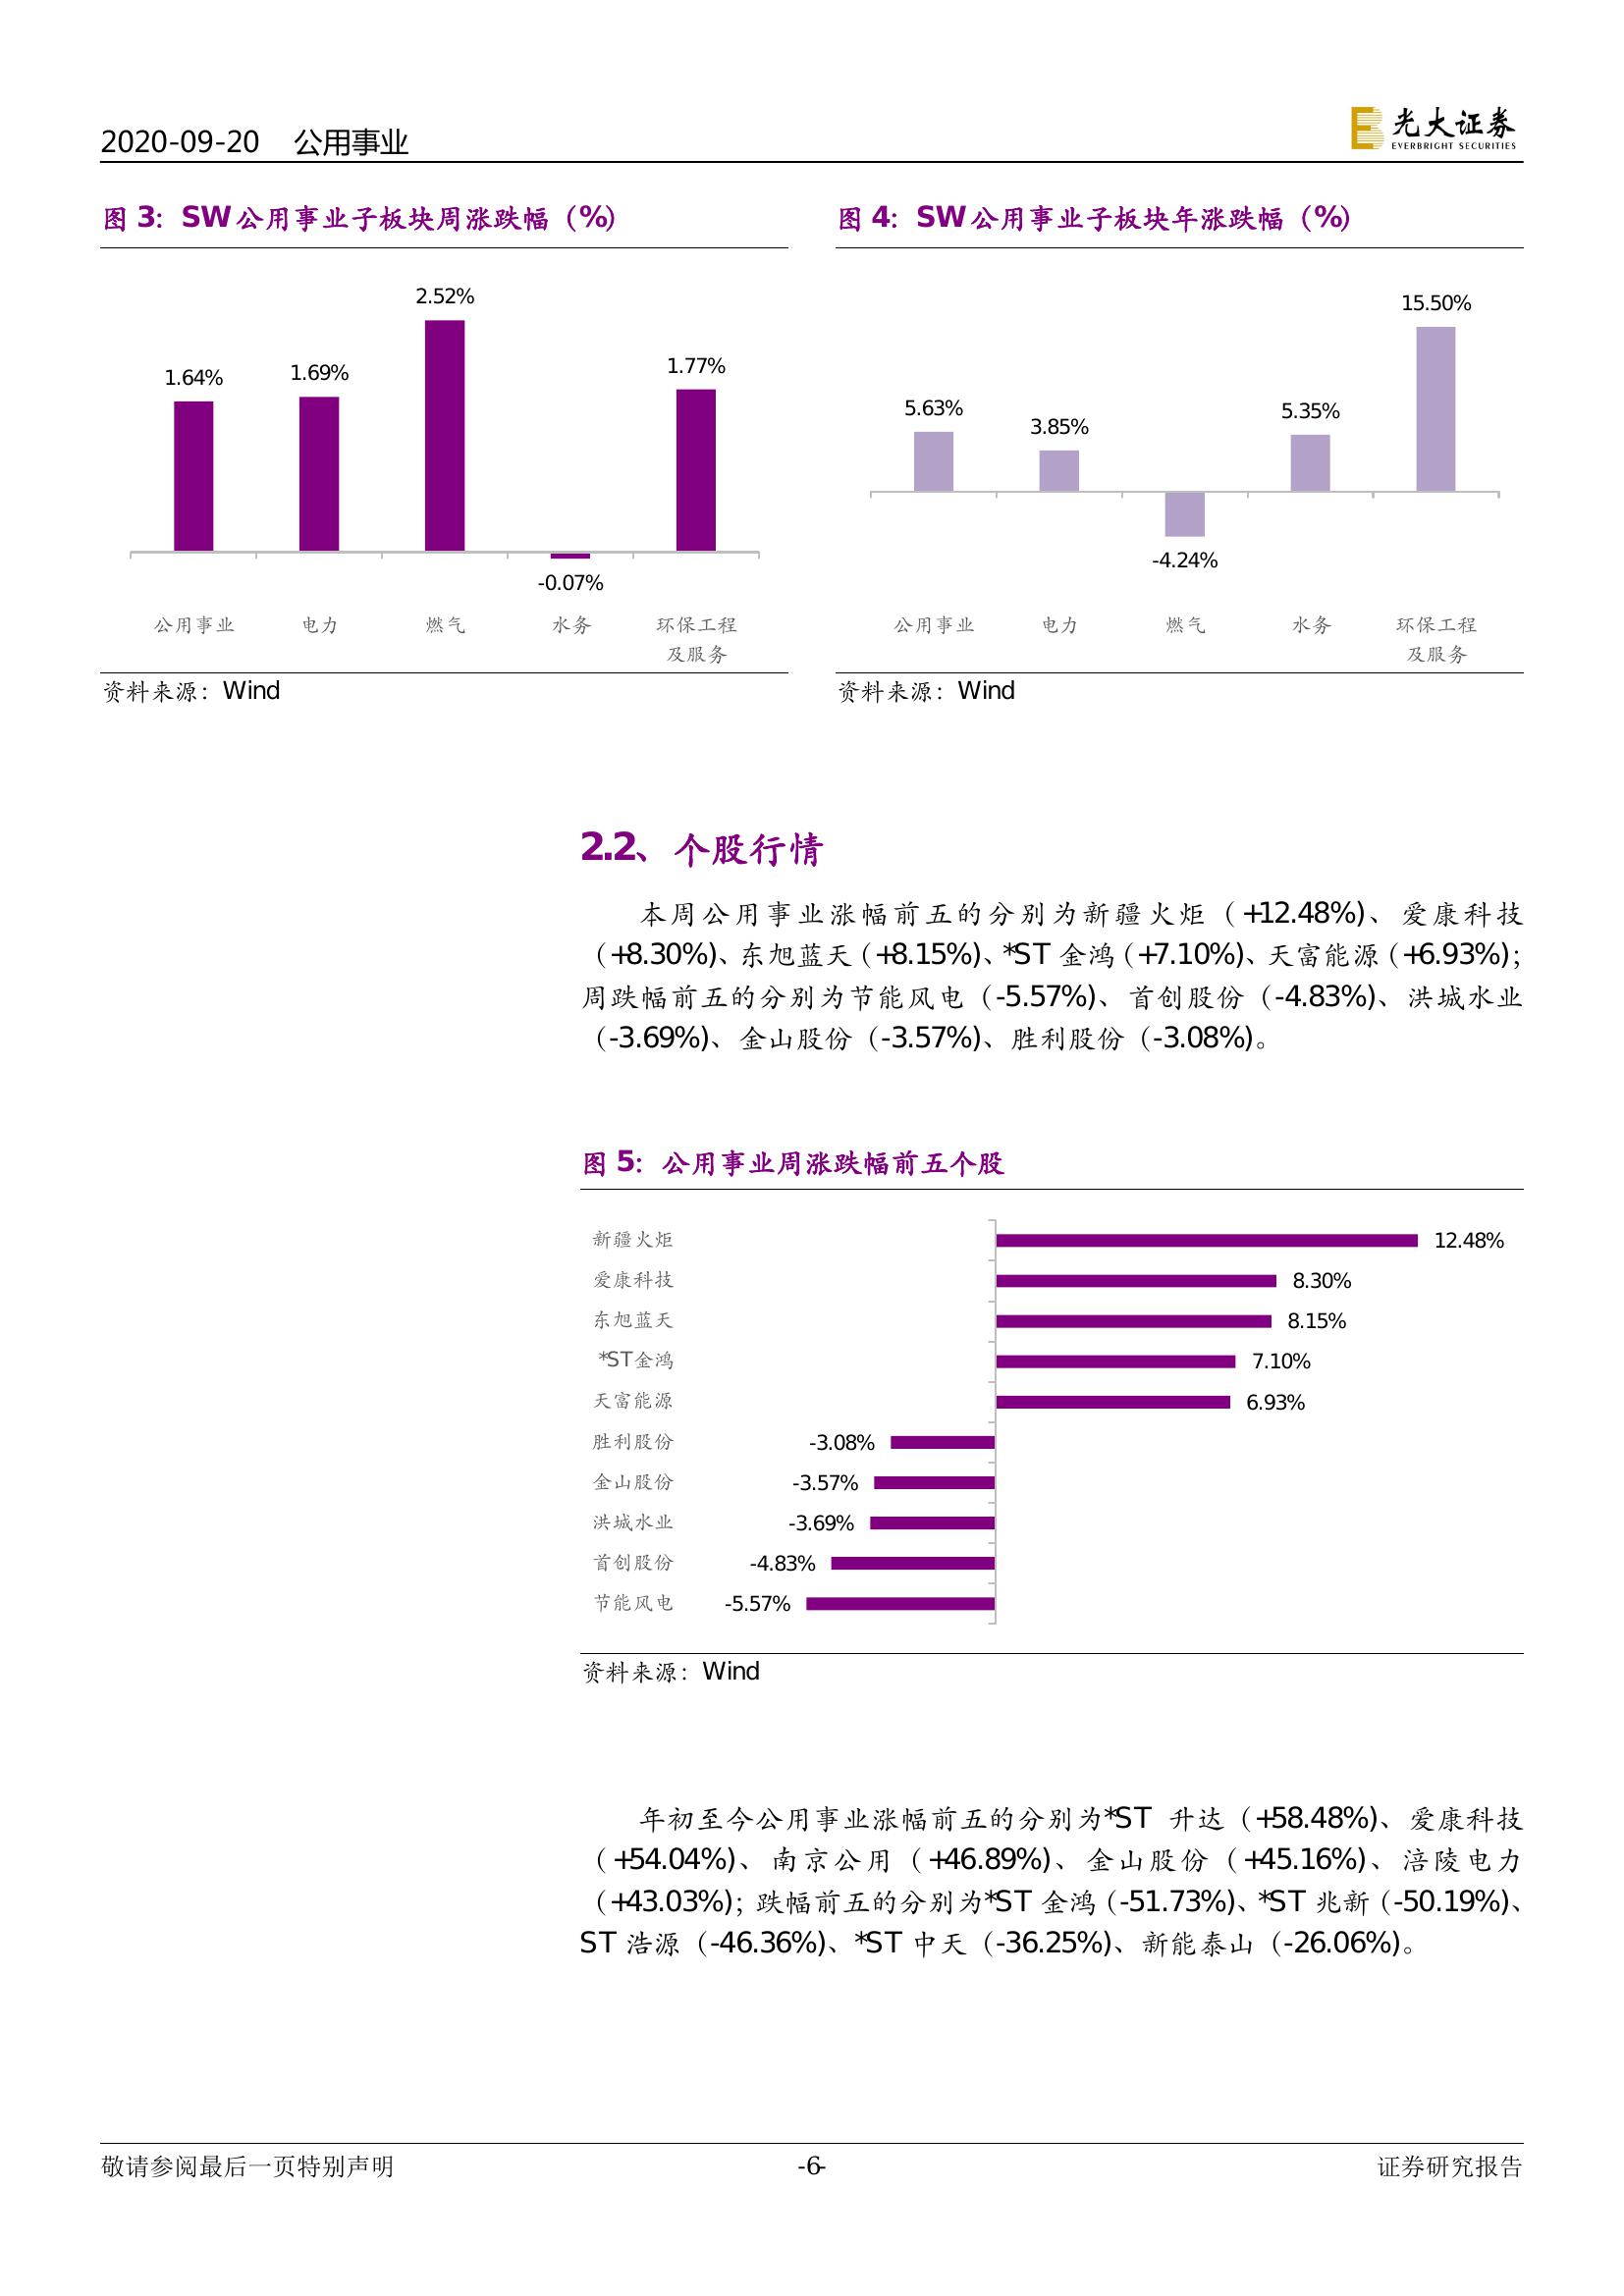 2020-09-20 公用事业
光大证券
EVERBRIGHT SECURITIES
图 3：SW 公用事业子板块周涨跌幅（%）
1.64%
1.69%
2.52%
-0.07%
1.77%
公用事业
电力
燃气
水务
环保工程
及服务
资料来源：Wind
图 4：SW 公用事业子板块年涨跌幅（%）
5.63%
3.85%
-4.24%
5.35%
15.50%
公用事业
电力
燃气
水务
环保工程
及服务
资料来源：Wind
2.2、个股行情
本周公用事业涨幅前五的分别为新疆火炬（+12.48%）、爱康科技
（+8.30%）、东旭蓝天（+8.15%）、*ST 金鸿（+7.10%）、天富能源（+6.93%）；
周跌幅前五的分别为节能风电（-5.57%）、首创股份（-4.83%）、洪城水业
（-3.69%）、金山股份（-3.57%）、胜利股份（-3.08%）。
图 5：公用事业周涨跌幅前五个股
新疆火炬 12.48%
爱康科技 8.30%
东旭蓝天 8.15%
*ST金鸿 7.10%
天富能源 6.93%
胜利股份 -3.08%
金山股份 -3.57%
洪城水业 -3.69%
首创股份 -4.83%
节能风电 -5.57%
资料来源：Wind
年初至今公用事业涨幅前五的分别为*ST 升达（+58.48%）、爱康科技
（+54.04%）、南京公用（+46.89%）、金山股份（+45.16%）、涪陵电力
（+43.03%）；跌幅前五的分别为*ST 金鸿（-51.73%）、*ST 兆新（-50.19%）、
ST 浩源（-46.36%）、*ST 中天（-36.25%）、新能泰山（-26.06%）。
敬请参阅最后一页特别声明 -6- 证券研究报告